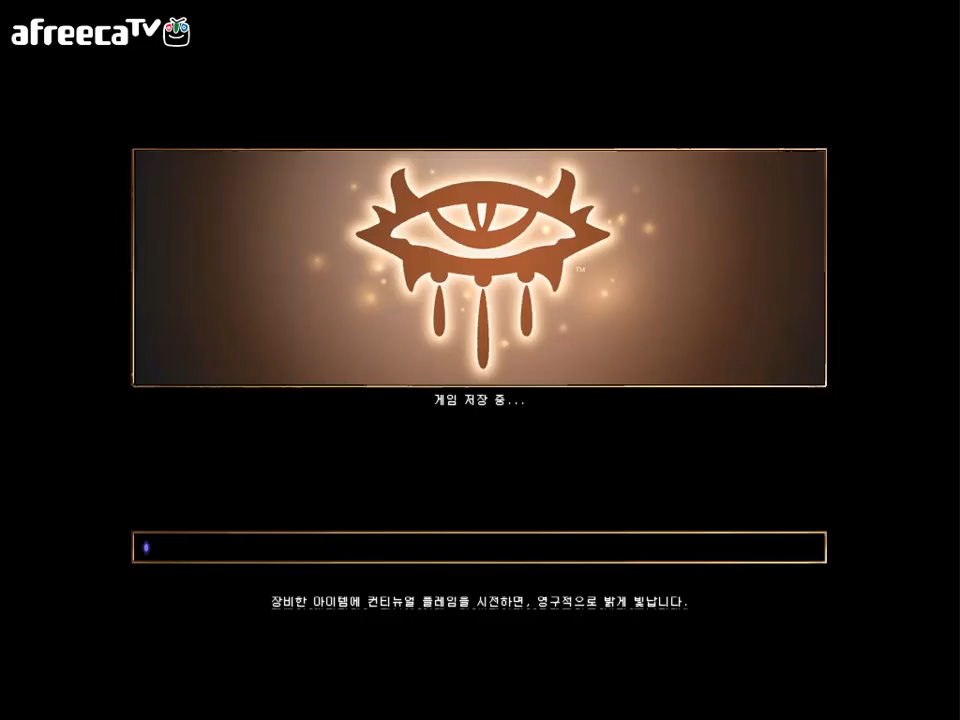 afreecaTV
TM
게임 저장 중...
장비한 아이템에 컨티뉴얼 플레임을 시전하면, 영구적으로 밝게 빛납니다.